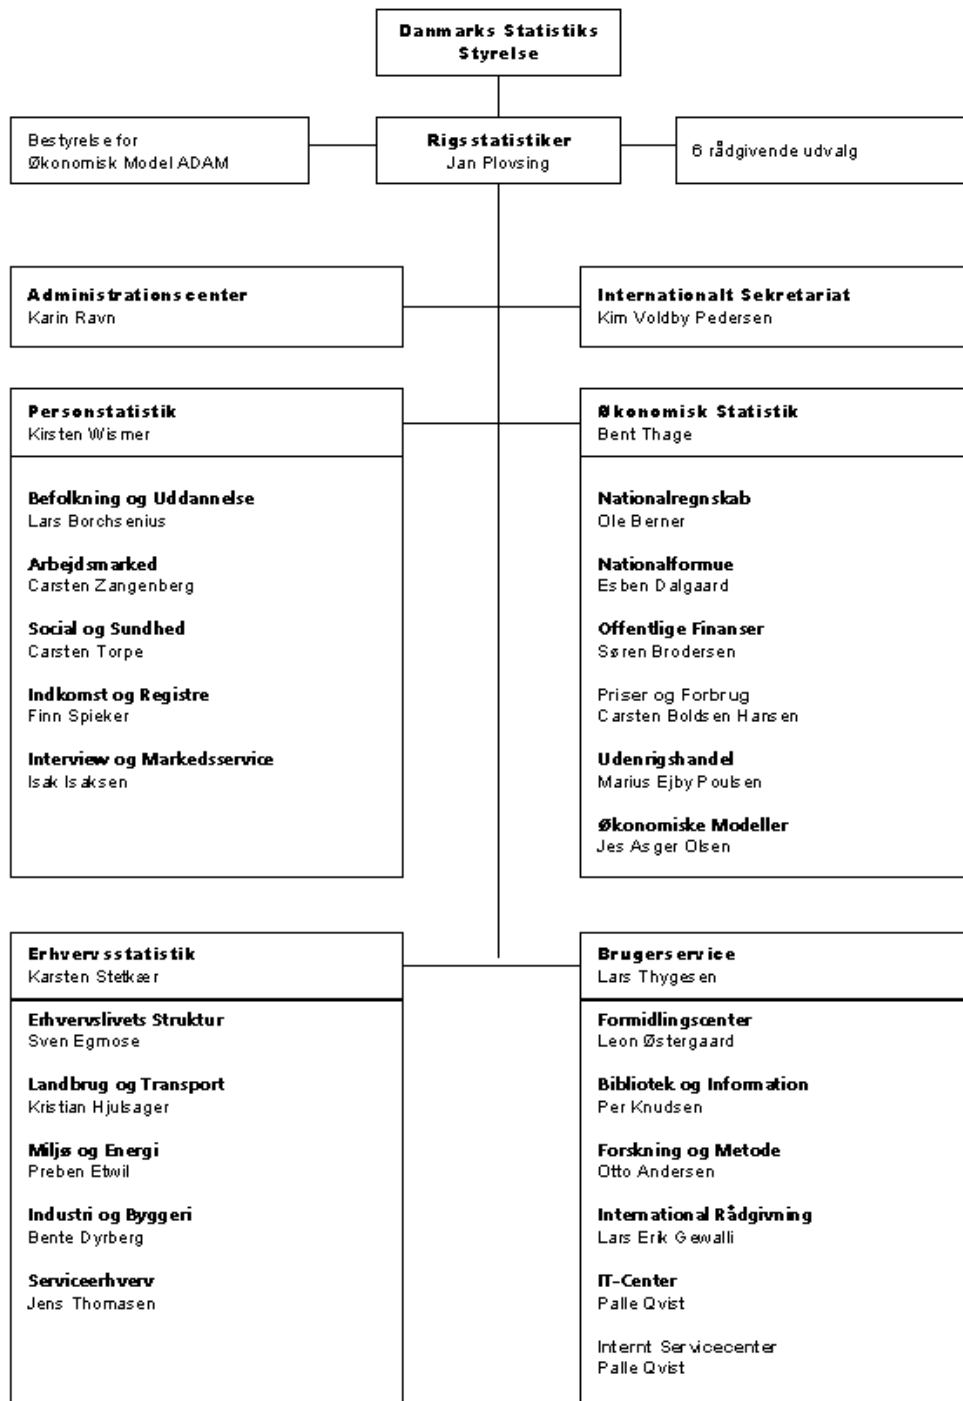 Danmarks Statistiks
Styrelse
Bestyrelse for
Økonomisk Model ADAM
Rigsstatistiker
Jan Plovsing
6 rådgivende udvalg
Administrationscenter
Karin Ravn
Internationalt Sekretariat
Kim Voldby Pedersen
Personstatistik
Kirsten Wismer
Befolkning og Uddannelse
Lars Borchsenius
Arbejdsmarked
Carsten Zangenberg
Social og Sundhed
Carsten Torpe
Indkomst og Registre
Finn Spieker
Interview og Markedsservice
Isak Isaksen
Økonomisk Statistik
Bent Thage
Nationalregnskab
Ole Berner
Nationalformue
Esben Dalgaard
Offentlige Finanser
Søren Brodersen
Priser og Forbrug
Carsten Boldsen Hansen
Udenrigshandel
Marius Ejby Poulsen
Økonomiske Modeller
Jes Asger Olsen
Erhvervsstatistik
Karsten Stetkær
Erhvervslivets Struktur
Sven Egmose
Landbrug og Transport
Kristian Hjulsager
Miljø og Energi
Preben Etwil
Industri og Byggeri
Bente Dyrberg
Serviceerhverv
Jens Thomasen
Brugerservice
Lars Thygesen
Formidlingscenter
Leon Østergaard
Bibliotek og Information
Per Knudsen
Forskning og Metode
Otto Andersen
International Rådgivning
Lars Erik Gewalli
IT-Center
Palle Qvist
Internt Servicecenter
Palle Qvist